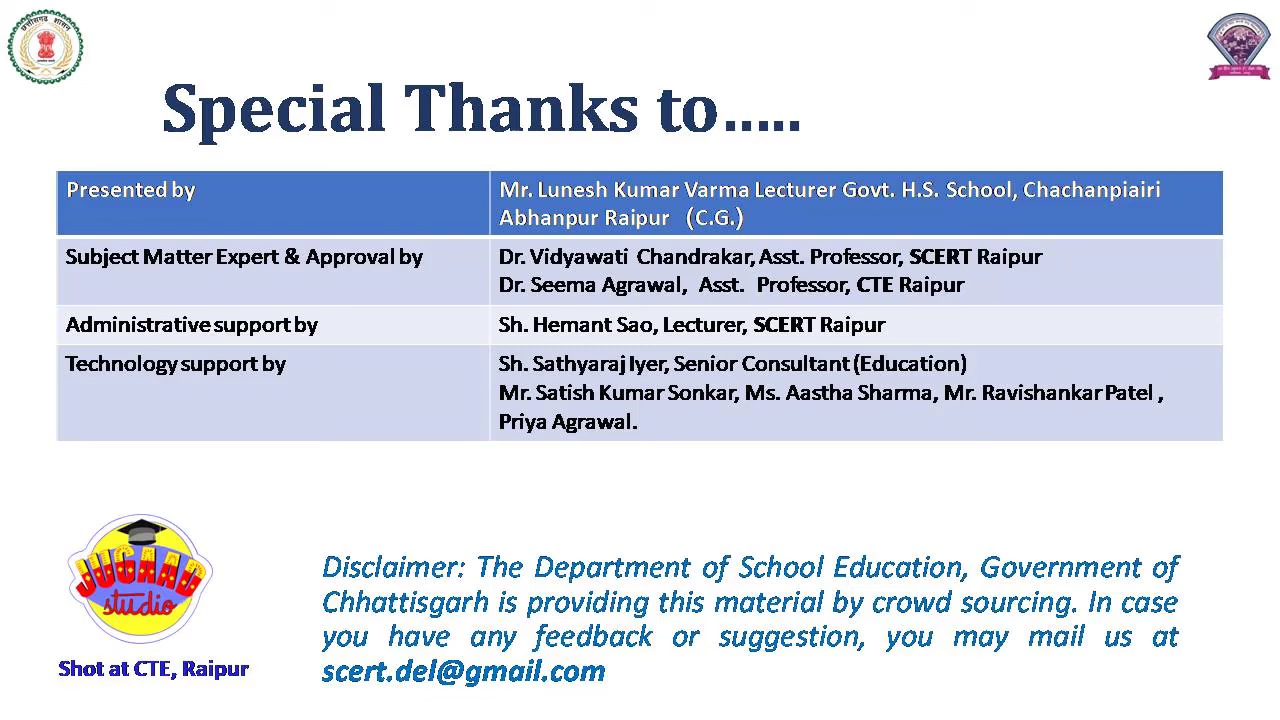 छत्तीसगढ़ शासन
Special Thanks to.....
Presented by
Mr. Lunesh Kumar Varma Lecturer Govt. H.S. School, Chachanpiairi
Abhanpur Raipur (C.G.)
Subject Matter Expert & Approval by
Dr. Vidyawati Chandrakar, Asst. Professor, SCERT Raipur
Dr. Seema Agrawal, Asst. Professor, CTE Raipur
Administrative support by
Sh. Hemant Sao, Lecturer, SCERT Raipur
Technology support by
Sh. Sathyaraj Iyer, Senior Consultant (Education)
Mr. Satish Kumar Sonkar, Ms. Aastha Sharma, Mr. Ravishankar Patel ,
Priya Agrawal.
JUGAAD
studio
Shot at CTE, Raipur
Disclaimer: The Department of School Education, Government of
Chhattisgarh is providing this material by crowd sourcing. In case
you have any feedback or suggestion, you may mail us at
scert.del@gmail.com